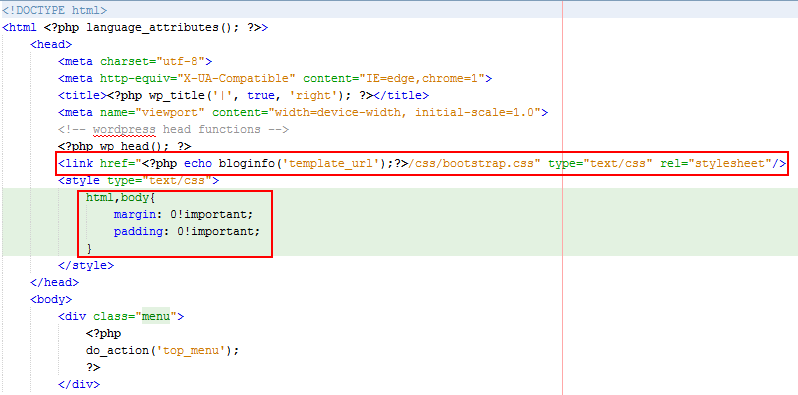 <!DOCTYPE html>
<html <?php language_attributes(); ?>>
<head>
<meta charset="utf-8">
<meta http-equiv="X-UA-Compatible" content="IE=edge,chrome=1">
<title><?php wp_title('|', true, 'right'); ?></title>
<meta name="viewport" content="width=device-width, initial-scale=1.0">
<!-- wordpress head functions -->
<?php wp_head(); ?>
<link href="<?php echo bloginfo('template_url');?>/css/bootstrap.css" type="text/css" rel="stylesheet"/>
<style type="text/css">
html,body{
margin: 0!important;
padding: 0!important;
}
</style>
</head>
<body>
<div class="menu">
<?php
do_action('top_menu');
?>
</div>